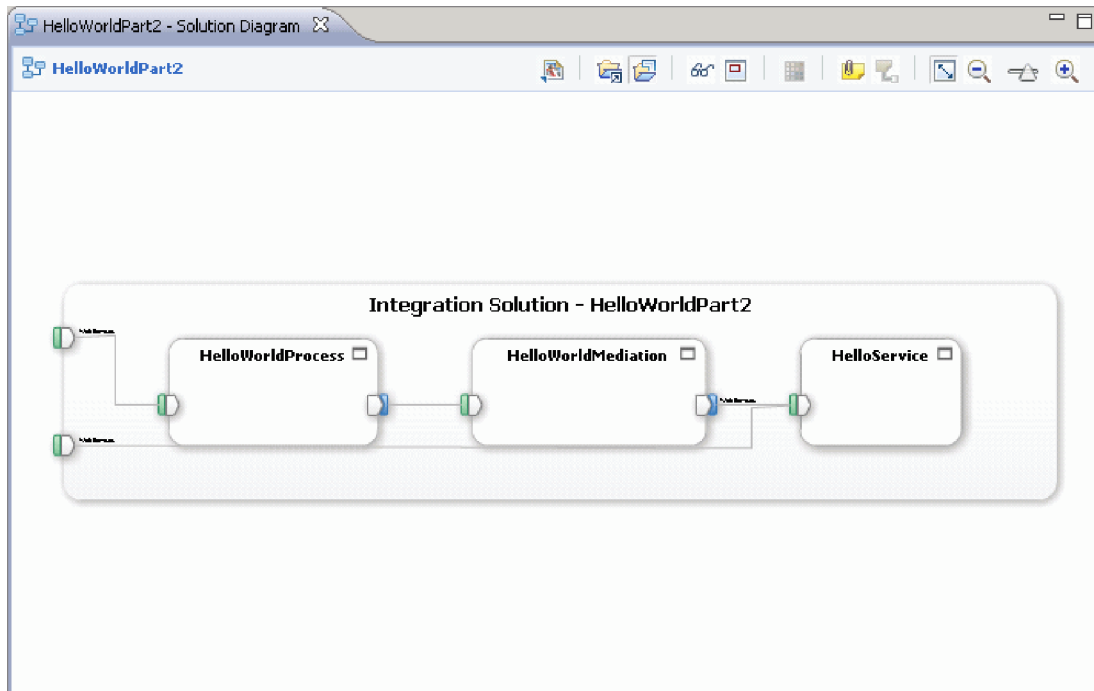 HelloWorldPart2 - Solution Diagram
HelloWorldPart2
Integration Solution - HelloWorldPart2
HelloWorldProcess
HelloWorldMediation
HelloService